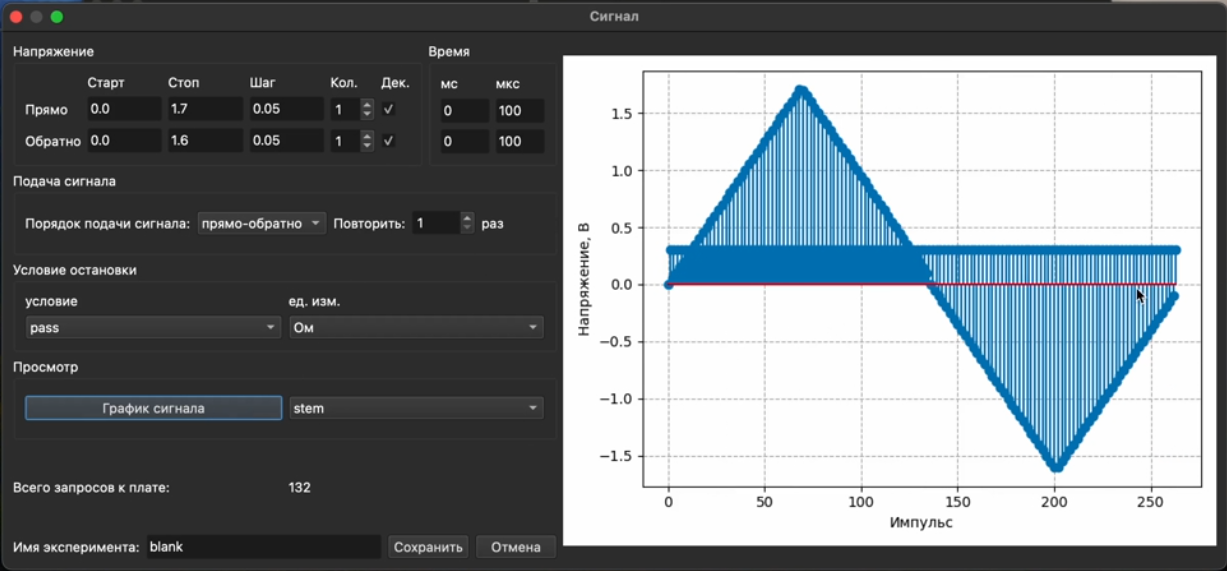 Сигнал
Напряжение
Время
Старт Стоп Шаг Кол. Дек.
мс мкс
Прямо 0.0 1.7 0.05 1
0 100
Обратно 0.0 1.6 0.05 1
0 100
Подача сигнала
Порядок подачи сигнала: прямо-обратно Повторить: 1 раз
Условие остановки
условие ед. изм.
pass Ом
Просмотр
График сигнала stem
Всего запросов к плате: 132
Имя эксперимента: blank Сохранить Отмена
Напряжение, В
1.5
1.0
0.5
0.0
−0.5
−1.0
−1.5
0 50 100 150 200 250
Импульс